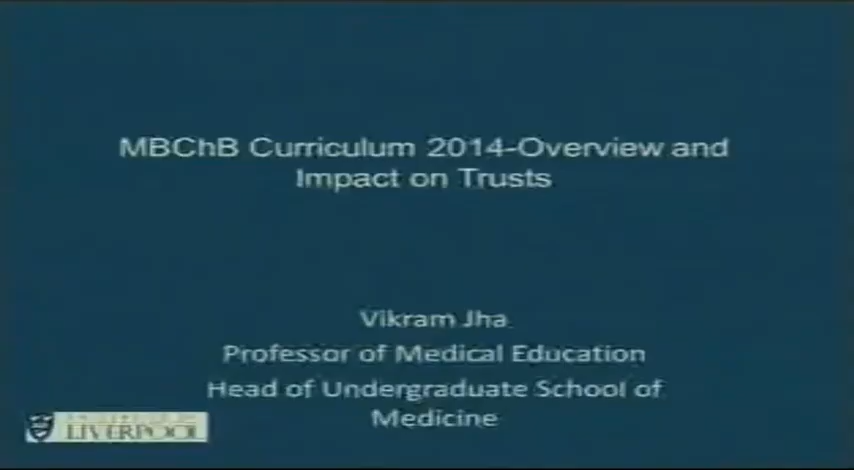 MBChB Curriculum 2014-Overview and
Impact on Trusts
Vikram Jha
Professor of Medical Education
Head of Undergraduate School of
Medicine
LIVERPOOL